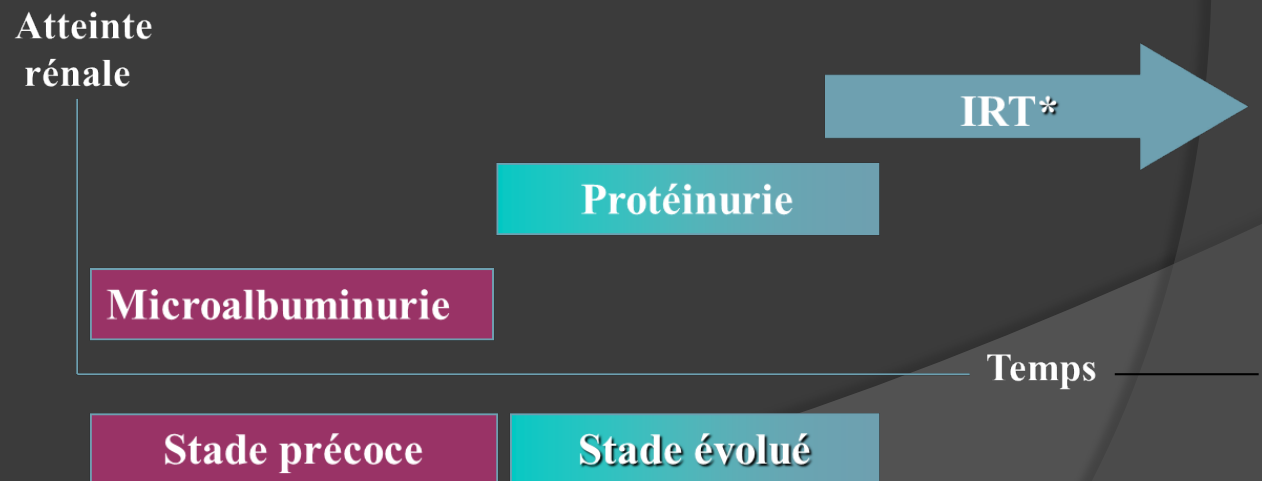 Atteinte
rénale
IRT*
Protéinurie
Microalbuminurie
Temps
Stade précoce
Stade évolué